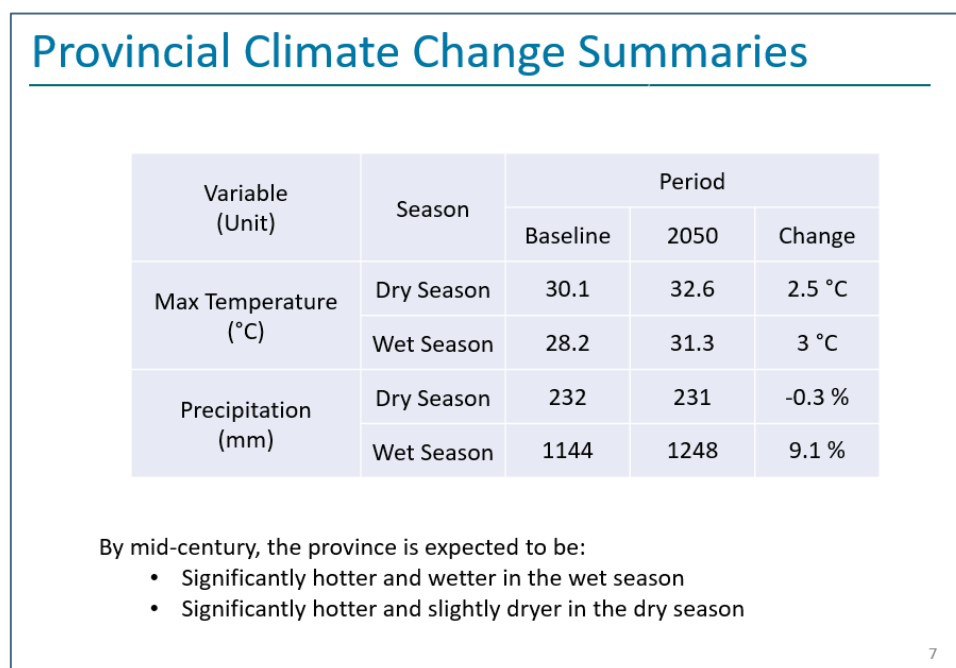 Provincial Climate Change Summaries
Variable
(Unit)
Season
Period
Baseline 2050 Change
Max Temperature
(°C)
Dry Season 30.1 32.6 2.5 °C
Wet Season 28.2 31.3 3 °C
Precipitation
(mm)
Dry Season 232 231 -0.3 %
Wet Season 1144 1248 9.1 %
By mid-century, the province is expected to be:
• Significantly hotter and wetter in the wet season
• Significantly hotter and slightly dryer in the dry season
7